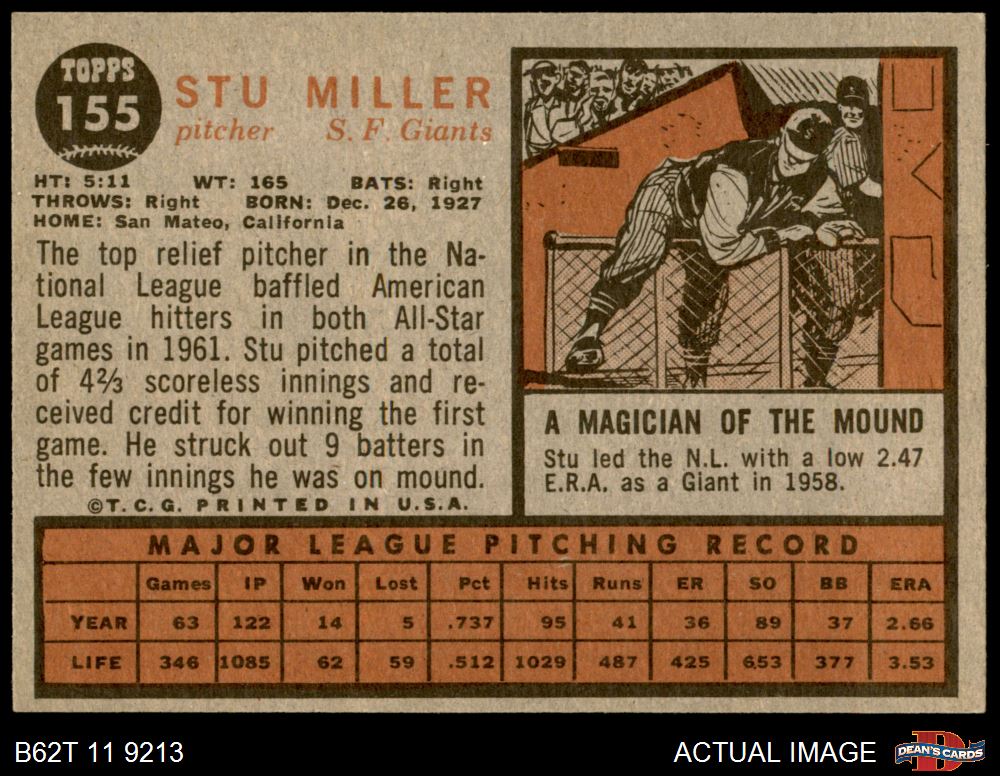 TOPPS
155
STU MILLER
pitcher S. F. Giants
HT: 5:11 WT: 165 BATS: Right
THROWS: Right BORN: Dec. 26, 1927
HOME: San Mateo, California
The top relief pitcher in the Na-
tional League baffled American
League hitters in both All-Star
games in 1961. Stu pitched a total
of 4⅔ scoreless innings and re-
ceived credit for winning the first
game. He struck out 9 batters in
the few innings he was on mound.
©T.C.G. PRINTED IN U.S.A.
A MAGICIAN OF THE MOUND
Stu led the N.L. with a low 2.47
E.R.A. as a Giant in 1958.
MAJOR LEAGUE PITCHING RECORD
Games IP Won Lost Pct Hits Runs ER SO BB ERA
YEAR 63 122 14 5 .737 95 41 36 89 37 2.66
LIFE 346 1085 62 59 .512 1029 487 425 653 377 3.53
B62T 11 9213
ACTUAL IMAGE
D
DEAN'S CARDS